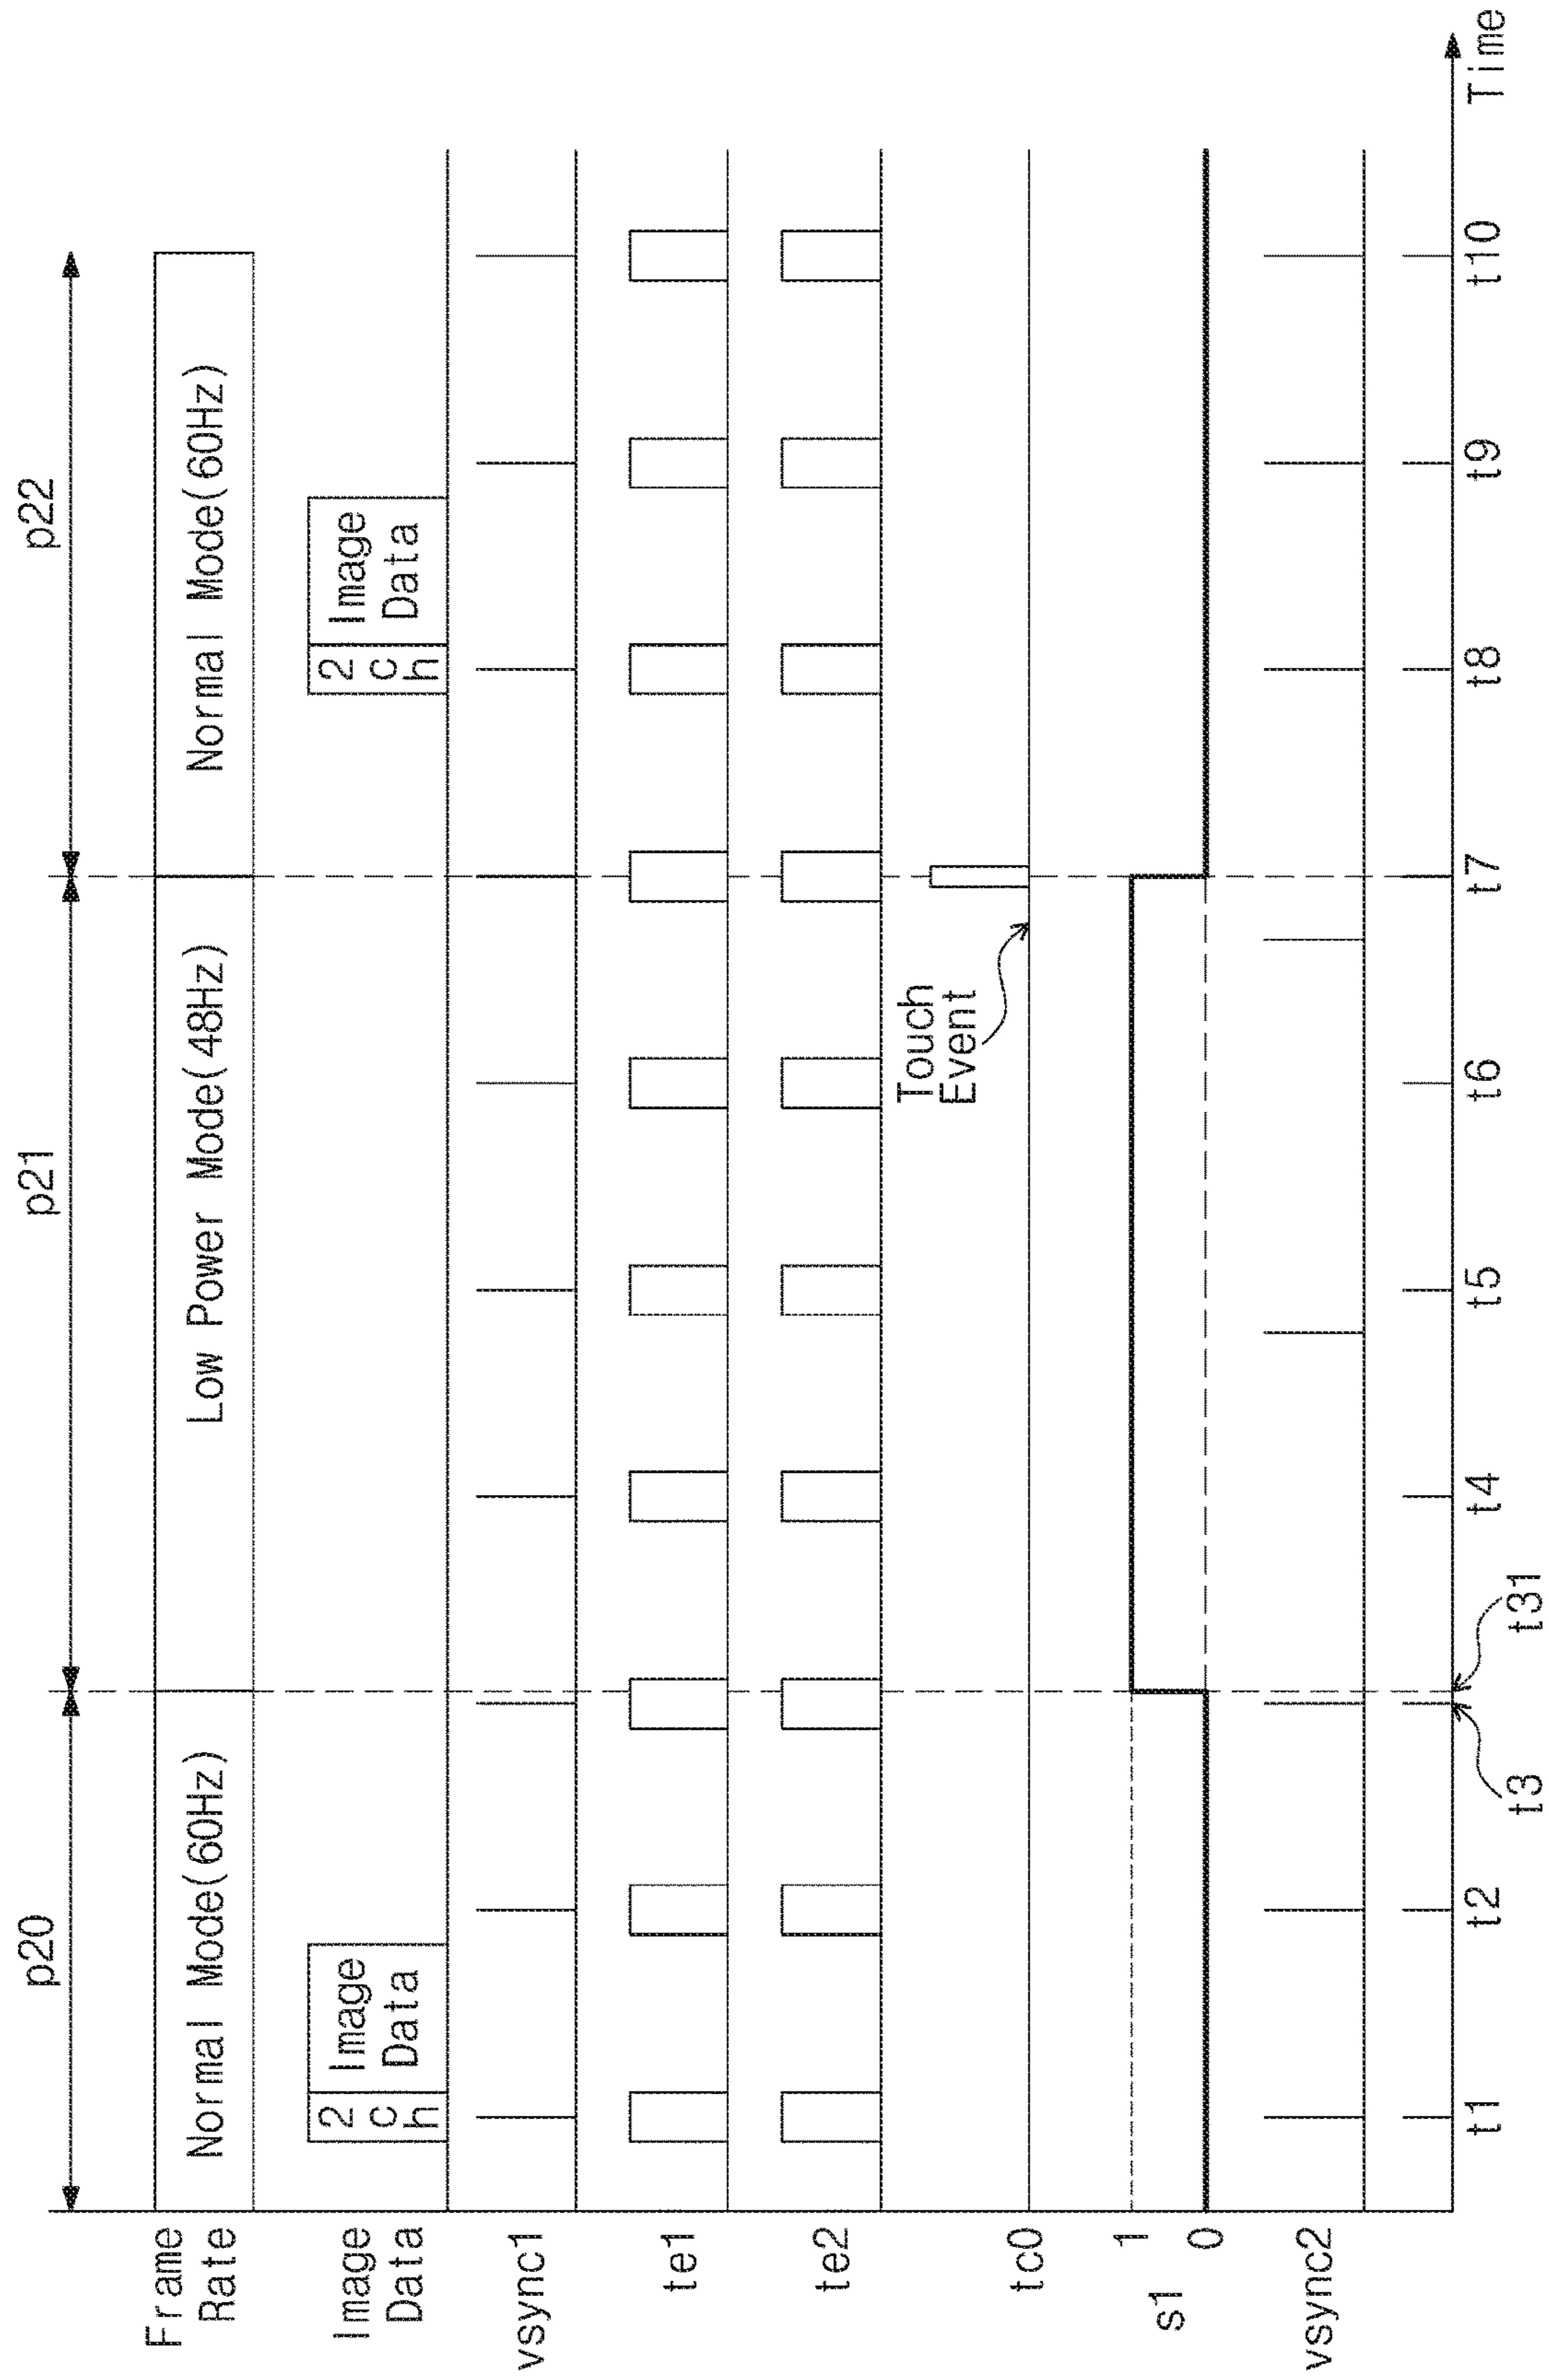 p20
p21
p22
Frame
Rate
Normal Mode(60Hz)
Low Power Mode(48Hz)
Normal Mode(60Hz)
Image
Data
2
c
h
Image
Data
2
c
h
Image
Data
vsync1
te1
te2
Touch
Event
tc0
s1
1
0
vsync2
t1
t2
t3
t31
t4
t5
t6
t7
t8
t9
t10
Time